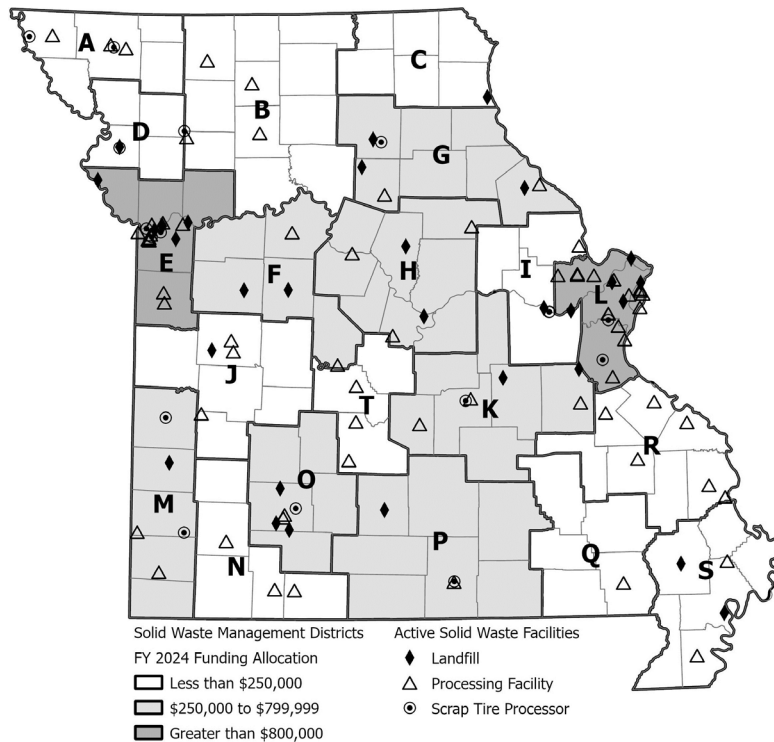 A
C
B
D
G
E
F
H
I
L
J
T
K
R
M
O
P
N
Q
S
Solid Waste Management Districts
FY 2024 Funding Allocation
Less than $250,000
$250,000 to $799,999
Greater than $800,000
Active Solid Waste Facilities
Landfill
Processing Facility
Scrap Tire Processor